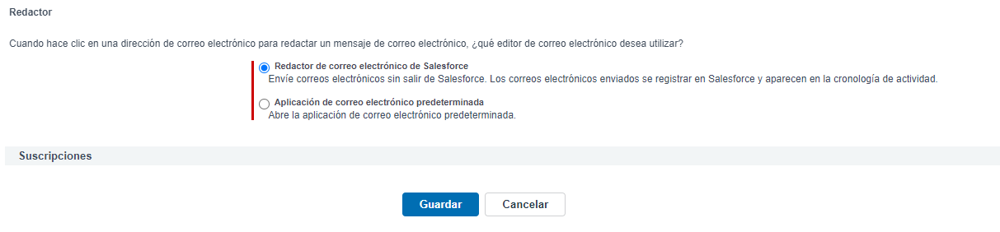 Redactor
Cuando hace clic en una dirección de correo electrónico para redactar un mensaje de correo electrónico, ¿qué editor de correo electrónico desea utilizar?
Redactor de correo electrónico de Salesforce
Envíe correos electrónicos sin salir de Salesforce. Los correos electrónicos enviados se registrar en Salesforce y aparecen en la cronología de actividad.
Aplicación de correo electrónico predeterminada
Abre la aplicación de correo electrónico predeterminada.
Suscripciones
Guardar Cancelar